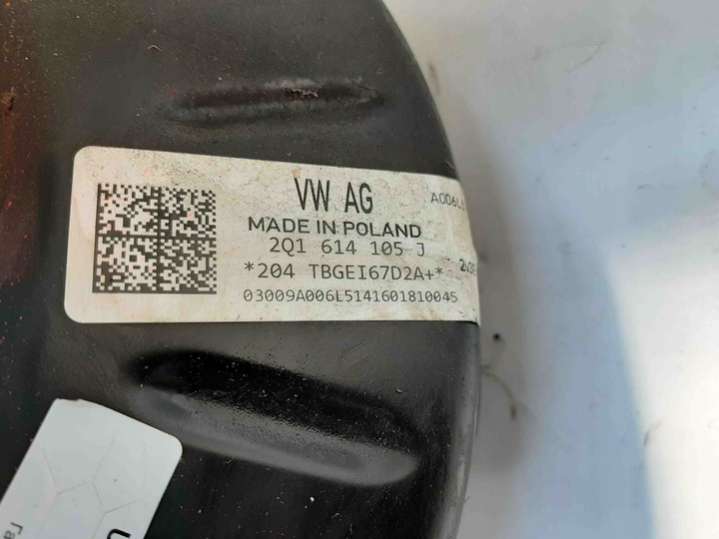 VW AG
MADE IN POLAND
2Q1 614 105 J
*204 TBGEI67D2A+*
03009A006L5141601810045